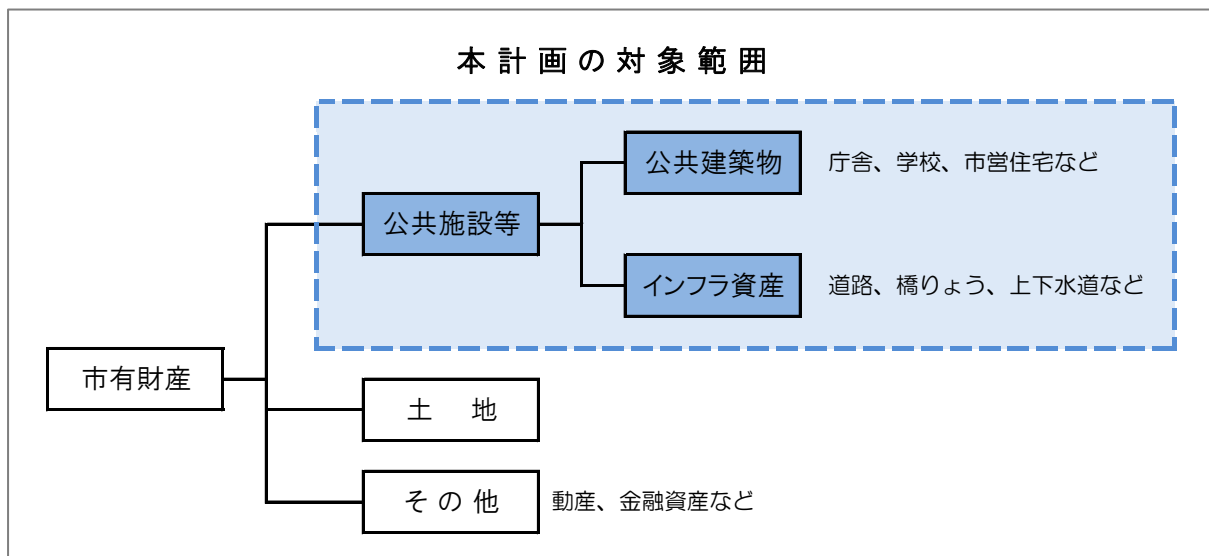 本計画の対象範囲
公共建築物 庁舎、学校、市営住宅など
公共施設等
インフラ資産 道路、橋りょう、上下水道など
市有財産
土　地
その他 動産、金融資産など